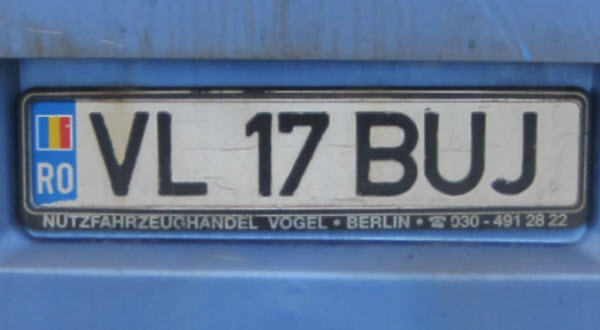 RO VL 17 BUJ
NUTZFAHRZEUGHANDEL VOGEL • BERLIN • ☎ 030 - 491 28 22